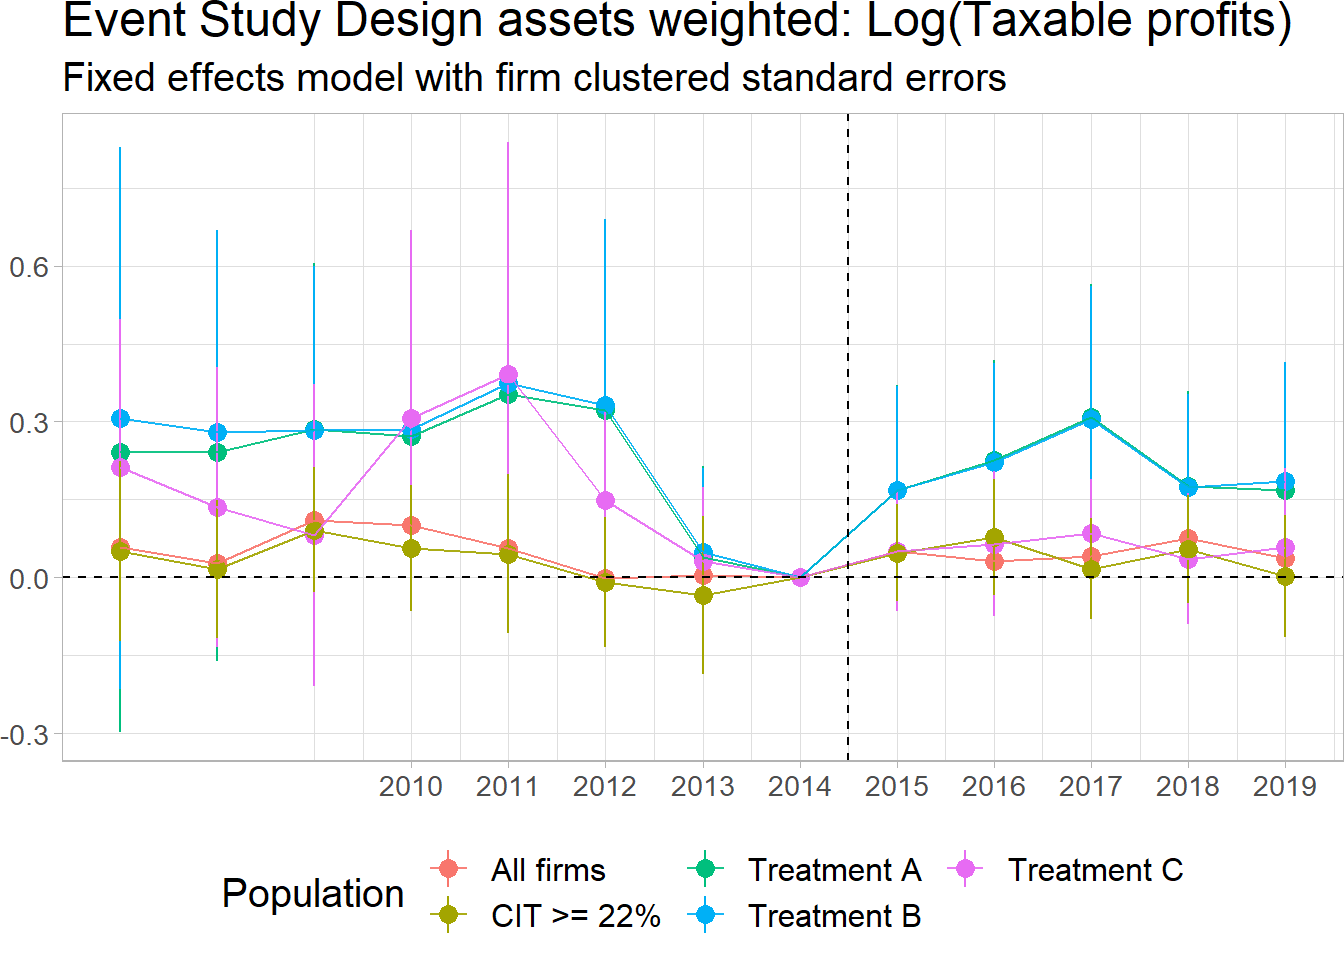 Event Study Design assets weighted: Log(Taxable profits)
Fixed effects model with firm clustered standard errors
0.6
0.3
0.0
-0.3
2010 2011 2012 2013 2014 2015 2016 2017 2018 2019
Population
All firms Treatment A Treatment C
CIT >= 22% Treatment B